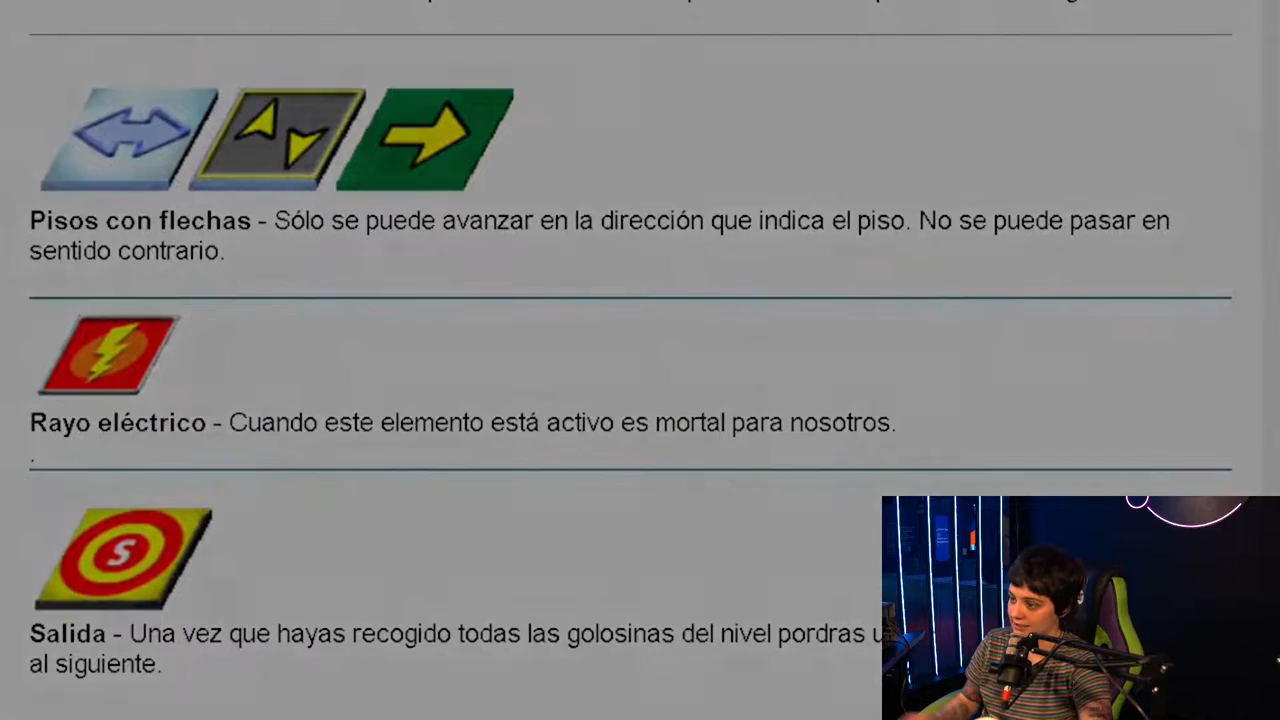 Pisos con flechas - Sólo se puede avanzar en la dirección que indica el piso. No se puede pasar en
sentido contrario.
Rayo eléctrico - Cuando este elemento está activo es mortal para nosotros.
.
S
Salida - Una vez que hayas recogido todas las golosinas del nivel pordras
al siguiente.